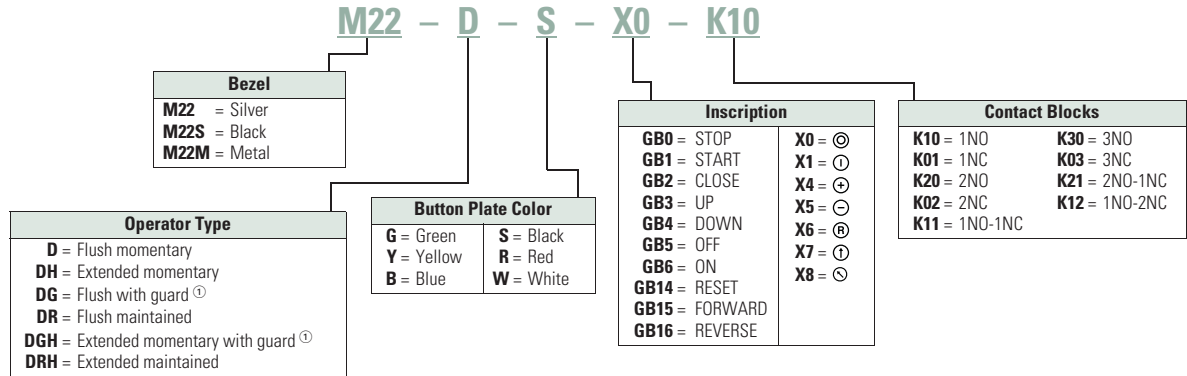 M22 – D – S – X0 – K10
Bezel
M22 = Silver
M22S = Black
M22M = Metal
Operator Type
D = Flush momentary
DH = Extended momentary
DG = Flush with guard ①
DR = Flush maintained
DGH = Extended momentary with guard ①
DRH = Extended maintained
Button Plate Color
G = Green
Y = Yellow
B = Blue
S = Black
R = Red
W = White
Inscription
GB0 = STOP
GB1 = START
GB2 = CLOSE
GB3 = UP
GB4 = DOWN
GB5 = OFF
GB6 = ON
GB14 = RESET
GB15 = FORWARD
GB16 = REVERSE
X0 = ⌾
X1 = ⏼
X4 = ⊕
X5 = ⊖
X6 = Ⓡ
X7 = ↑
X8 = ⍉
Contact Blocks
K10 = 1NO
K01 = 1NC
K20 = 2NO
K02 = 2NC
K11 = 1NO-1NC
K30 = 3NO
K03 = 3NC
K21 = 2NO-1NC
K12 = 1NO-2NC